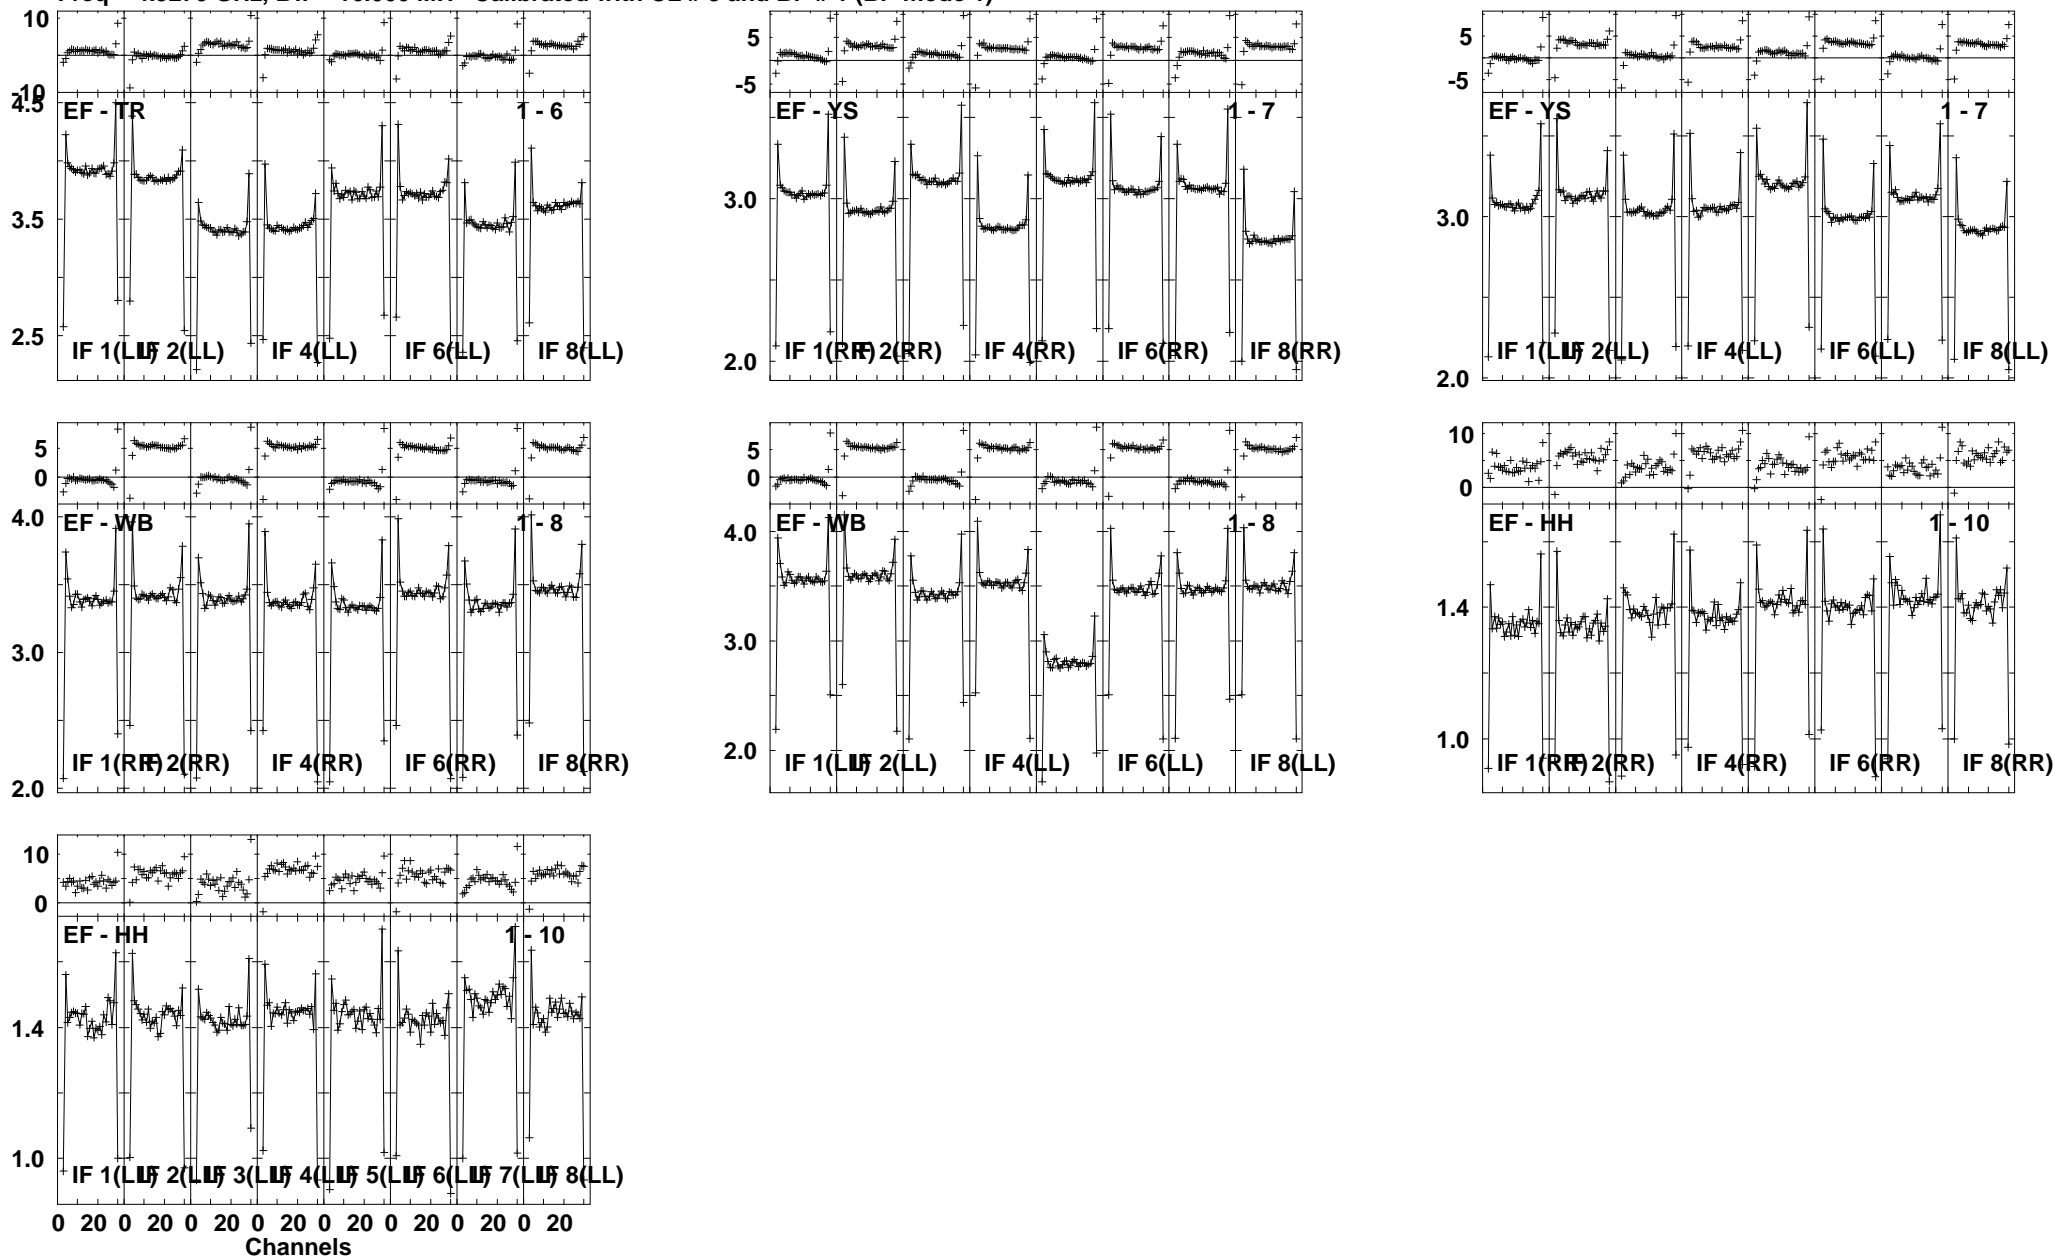 10
-10
5
-5
5
-5
4.5
EF - TR 1 - 6
EF - YS 1 - 7
EF - YS 1 - 7
3.5
2.5
3.0
2.0
3.0
2.0
IF 1(LL) IF 2(LL) IF 4(LL) IF 6(LL) IF 8(LL)
IF 1(RR) IF 2(RR) IF 4(RR) IF 6(RR) IF 8(RR)
IF 1(LL) IF 2(LL) IF 4(LL) IF 6(LL) IF 8(LL)
5
0
5
0
10
0
EF - WB 1 - 8
EF - WB 1 - 8
EF - HH 1 - 10
4.0
3.0
2.0
4.0
3.0
2.0
1.4
1.0
IF 1(RR) IF 2(RR) IF 4(RR) IF 6(RR) IF 8(RR)
IF 1(LL) IF 2(LL) IF 4(LL) IF 6(LL) IF 8(LL)
IF 1(RR) IF 2(RR) IF 4(RR) IF 6(RR) IF 8(RR)
10
0
EF - HH 1 - 10
1.4
1.0
IF 1(LL) IF 2(LL) IF 3(LL) IF 4(LL) IF 5(LL) IF 6(LL) IF 7(LL) IF 8(LL)
0 20 0 20 0 20 0 20 0 20 0 20 0 20 0 20
Channels